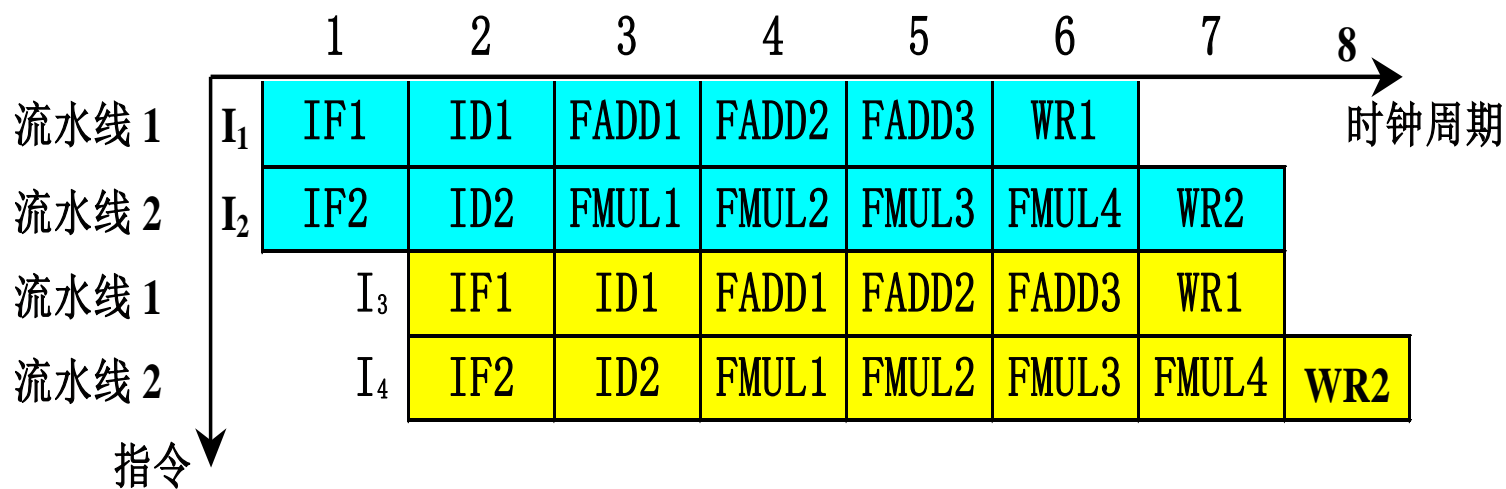 1 2 3 4 5 6 7 8
时钟周期
流水线 1 I₁ IF1 ID1 FADD1 FADD2 FADD3 WR1
流水线 2 I₂ IF2 ID2 FMUL1 FMUL2 FMUL3 FMUL4 WR2
流水线 1 I₃ IF1 ID1 FADD1 FADD2 FADD3 WR1
流水线 2 I₄ IF2 ID2 FMUL1 FMUL2 FMUL3 FMUL4 WR2
指令